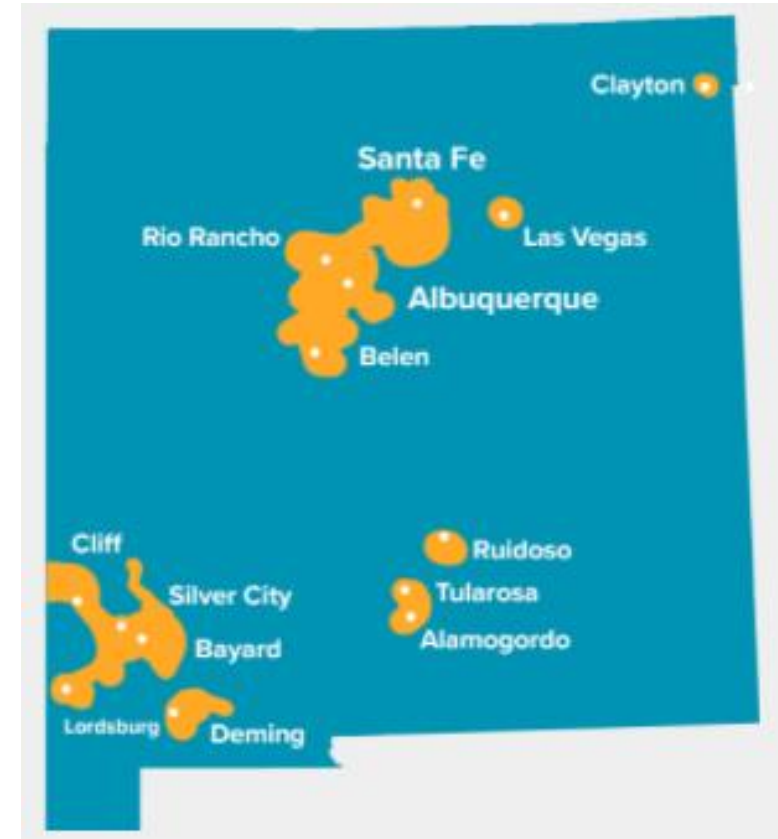 Clayton
Santa Fe
Rio Rancho
Las Vegas
Albuquerque
Belen
Cliff
Ruidoso
Silver City
Tularosa
Bayard
Alamogordo
Lordsburg
Deming